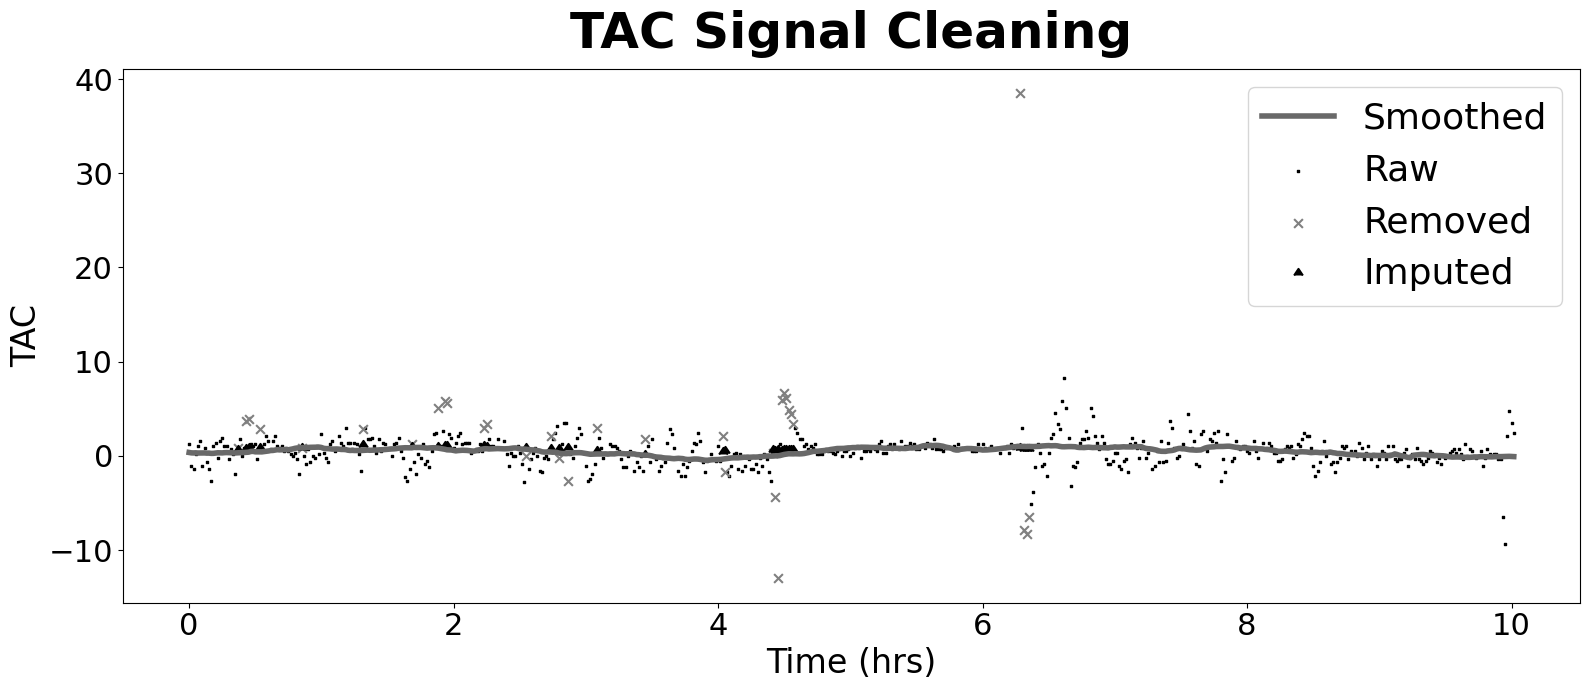 TAC Signal Cleaning
40
30
20
10
0
−10
TAC
0 2 4 6 8 10
Time (hrs)
Smoothed
Raw
Removed
Imputed